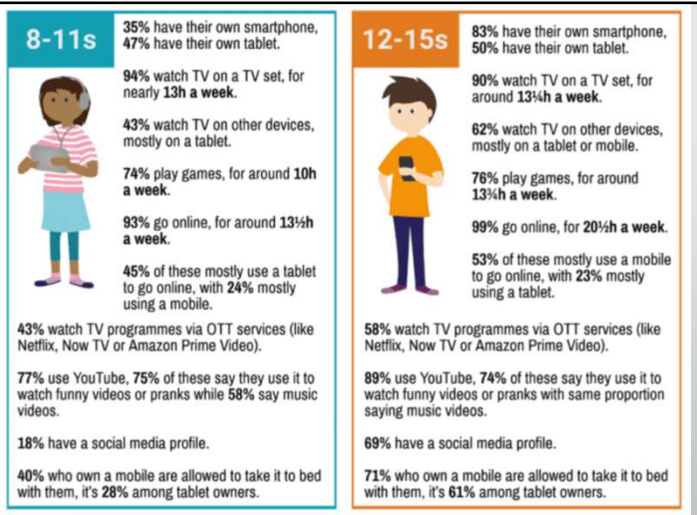 8-11s
35% have their own smartphone,
47% have their own tablet.
94% watch TV on a TV set, for
nearly 13h a week.
43% watch TV on other devices,
mostly on a tablet.
74% play games, for around 10h
a week.
93% go online, for around 13½h
a week.
45% of these mostly use a tablet
to go online, with 24% mostly
using a mobile.
43% watch TV programmes via OTT services (like
Netflix, Now TV or Amazon Prime Video).
77% use YouTube, 75% of these say they use it to
watch funny videos or pranks while 58% say music
videos.
18% have a social media profile.
40% who own a mobile are allowed to take it to bed
with them, it's 28% among tablet owners.
12-15s
83% have their own smartphone,
50% have their own tablet.
90% watch TV on a TV set, for
around 13¼h a week.
62% watch TV on other devices,
mostly on a tablet or mobile.
76% play games, for around
13¾h a week.
99% go online, for 20½h a week.
53% of these mostly use a mobile
to go online, with 23% mostly
using a tablet.
58% watch TV programmes via OTT services (like
Netflix, Now TV or Amazon Prime Video).
89% use YouTube, 74% of these say they use it to
watch funny videos or pranks with same proportion
saying music videos.
69% have a social media profile.
71% who own a mobile are allowed to take it to bed
with them, it's 61% among tablet owners.